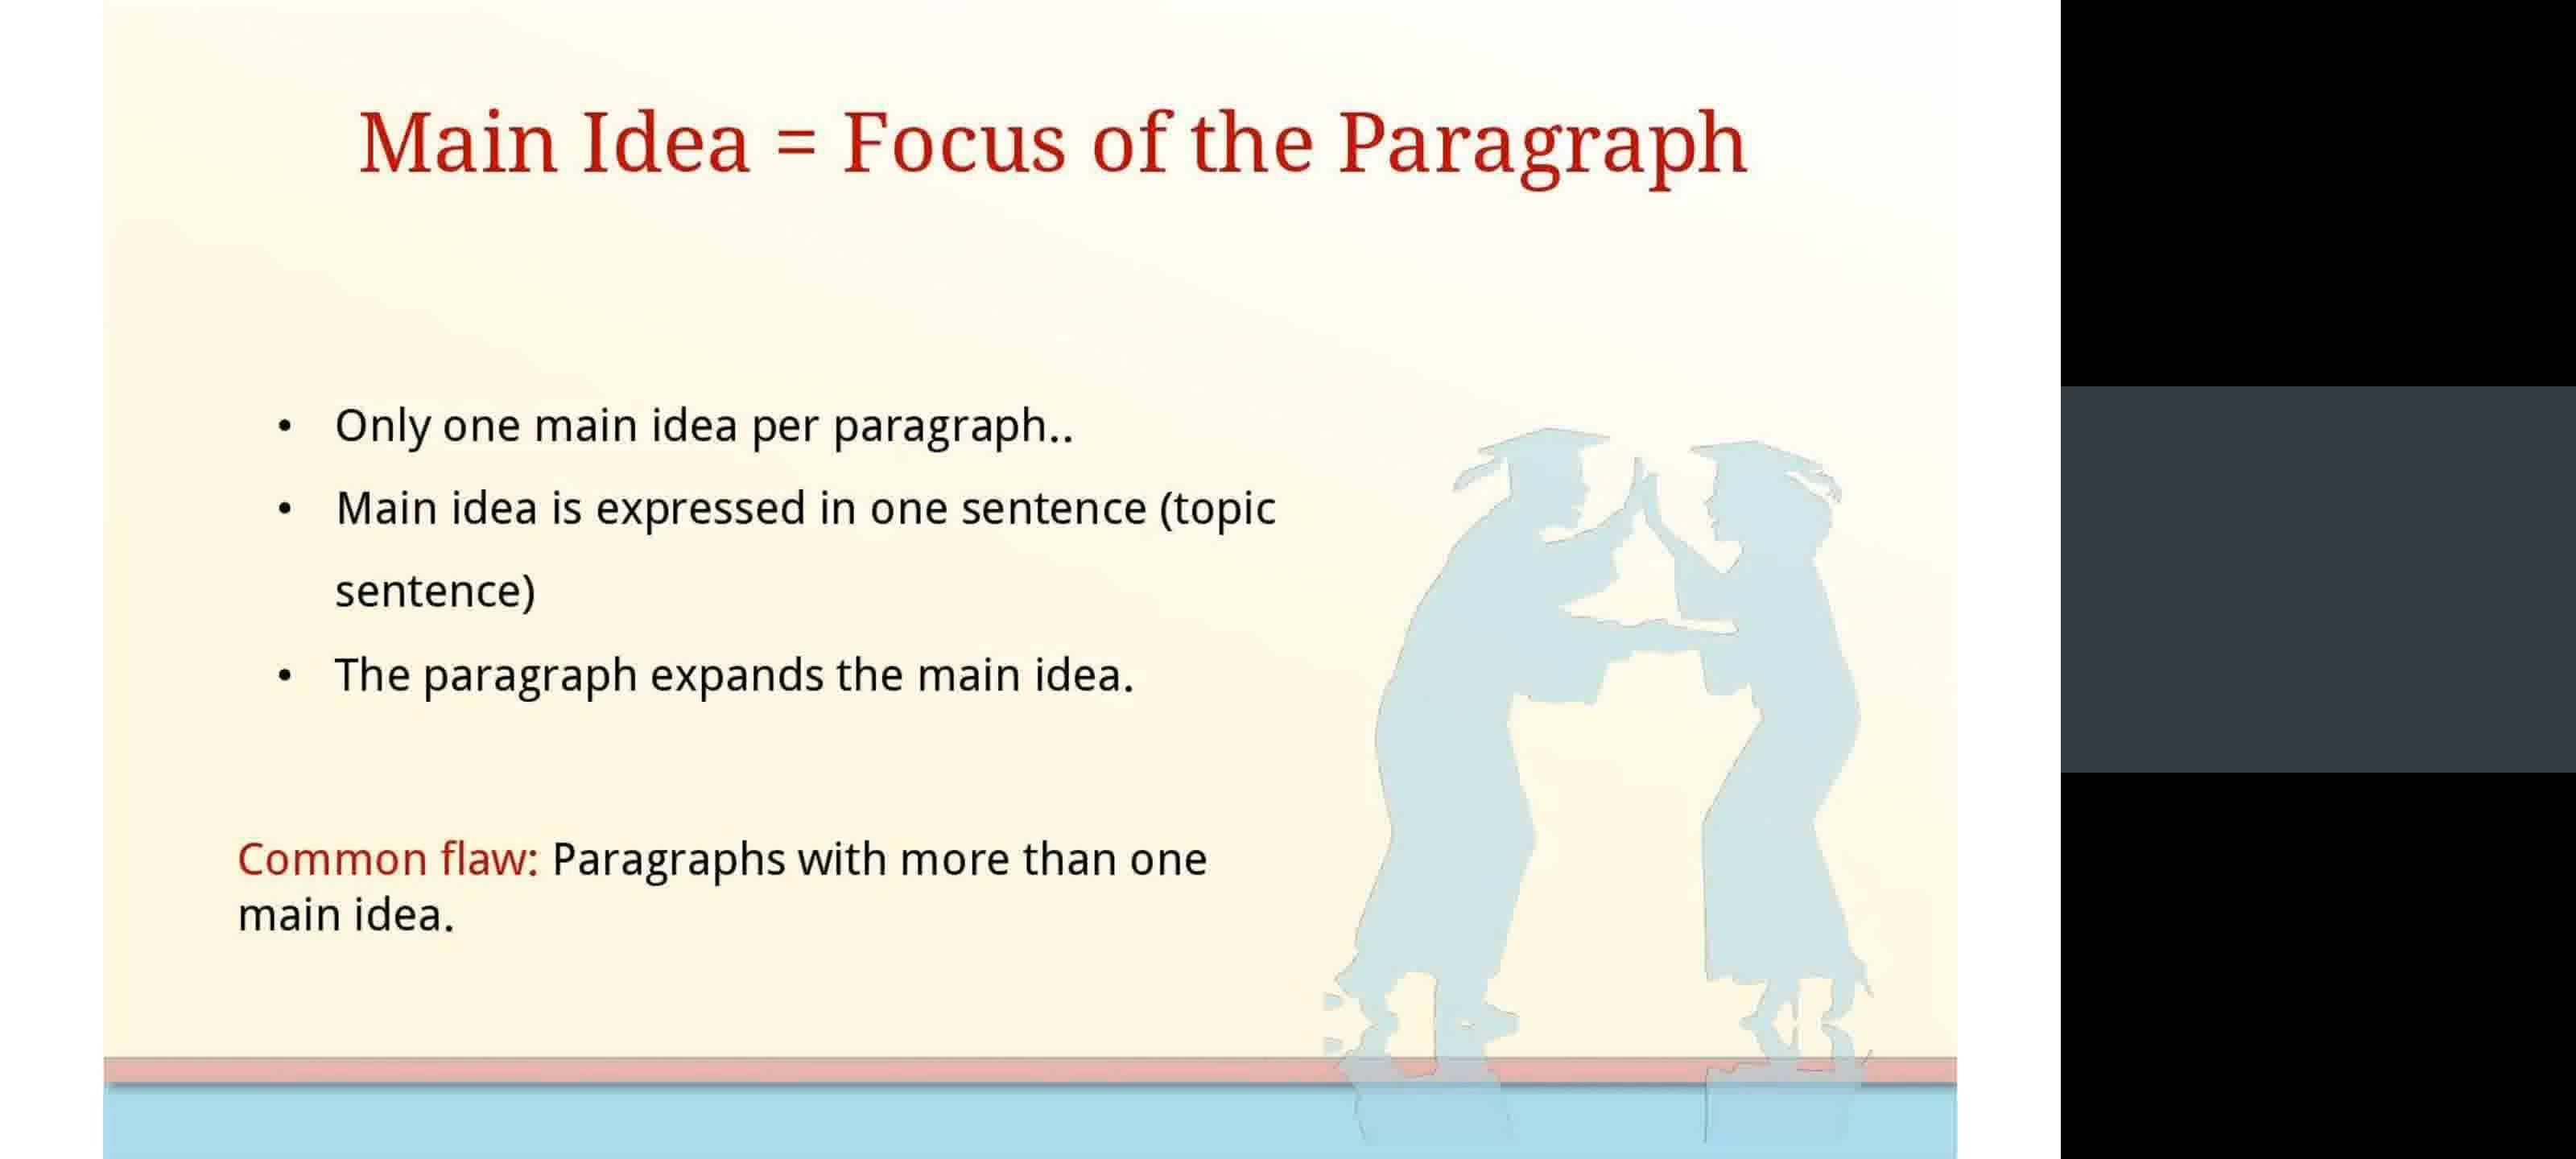 Main Idea = Focus of the Paragraph
• Only one main idea per paragraph..
• Main idea is expressed in one sentence (topic
sentence)
• The paragraph expands the main idea.
Common flaw: Paragraphs with more than one
main idea.